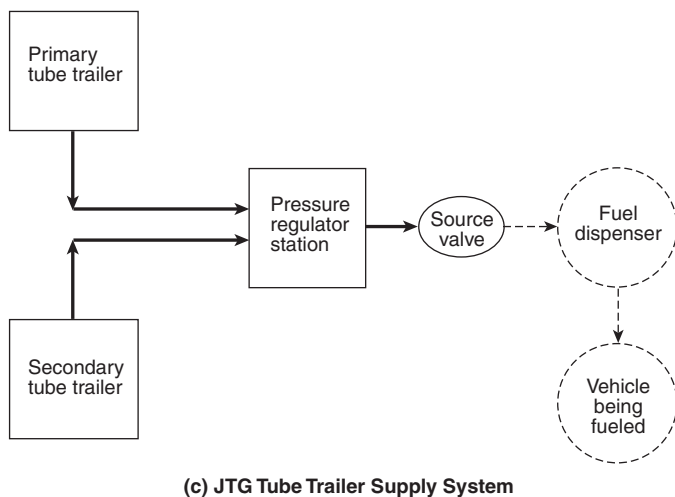 Primary
tube trailer
Pressure
regulator
station
Source
valve
Fuel
dispenser
Secondary
tube trailer
Vehicle
being
fueled
(c) JTG Tube Trailer Supply System